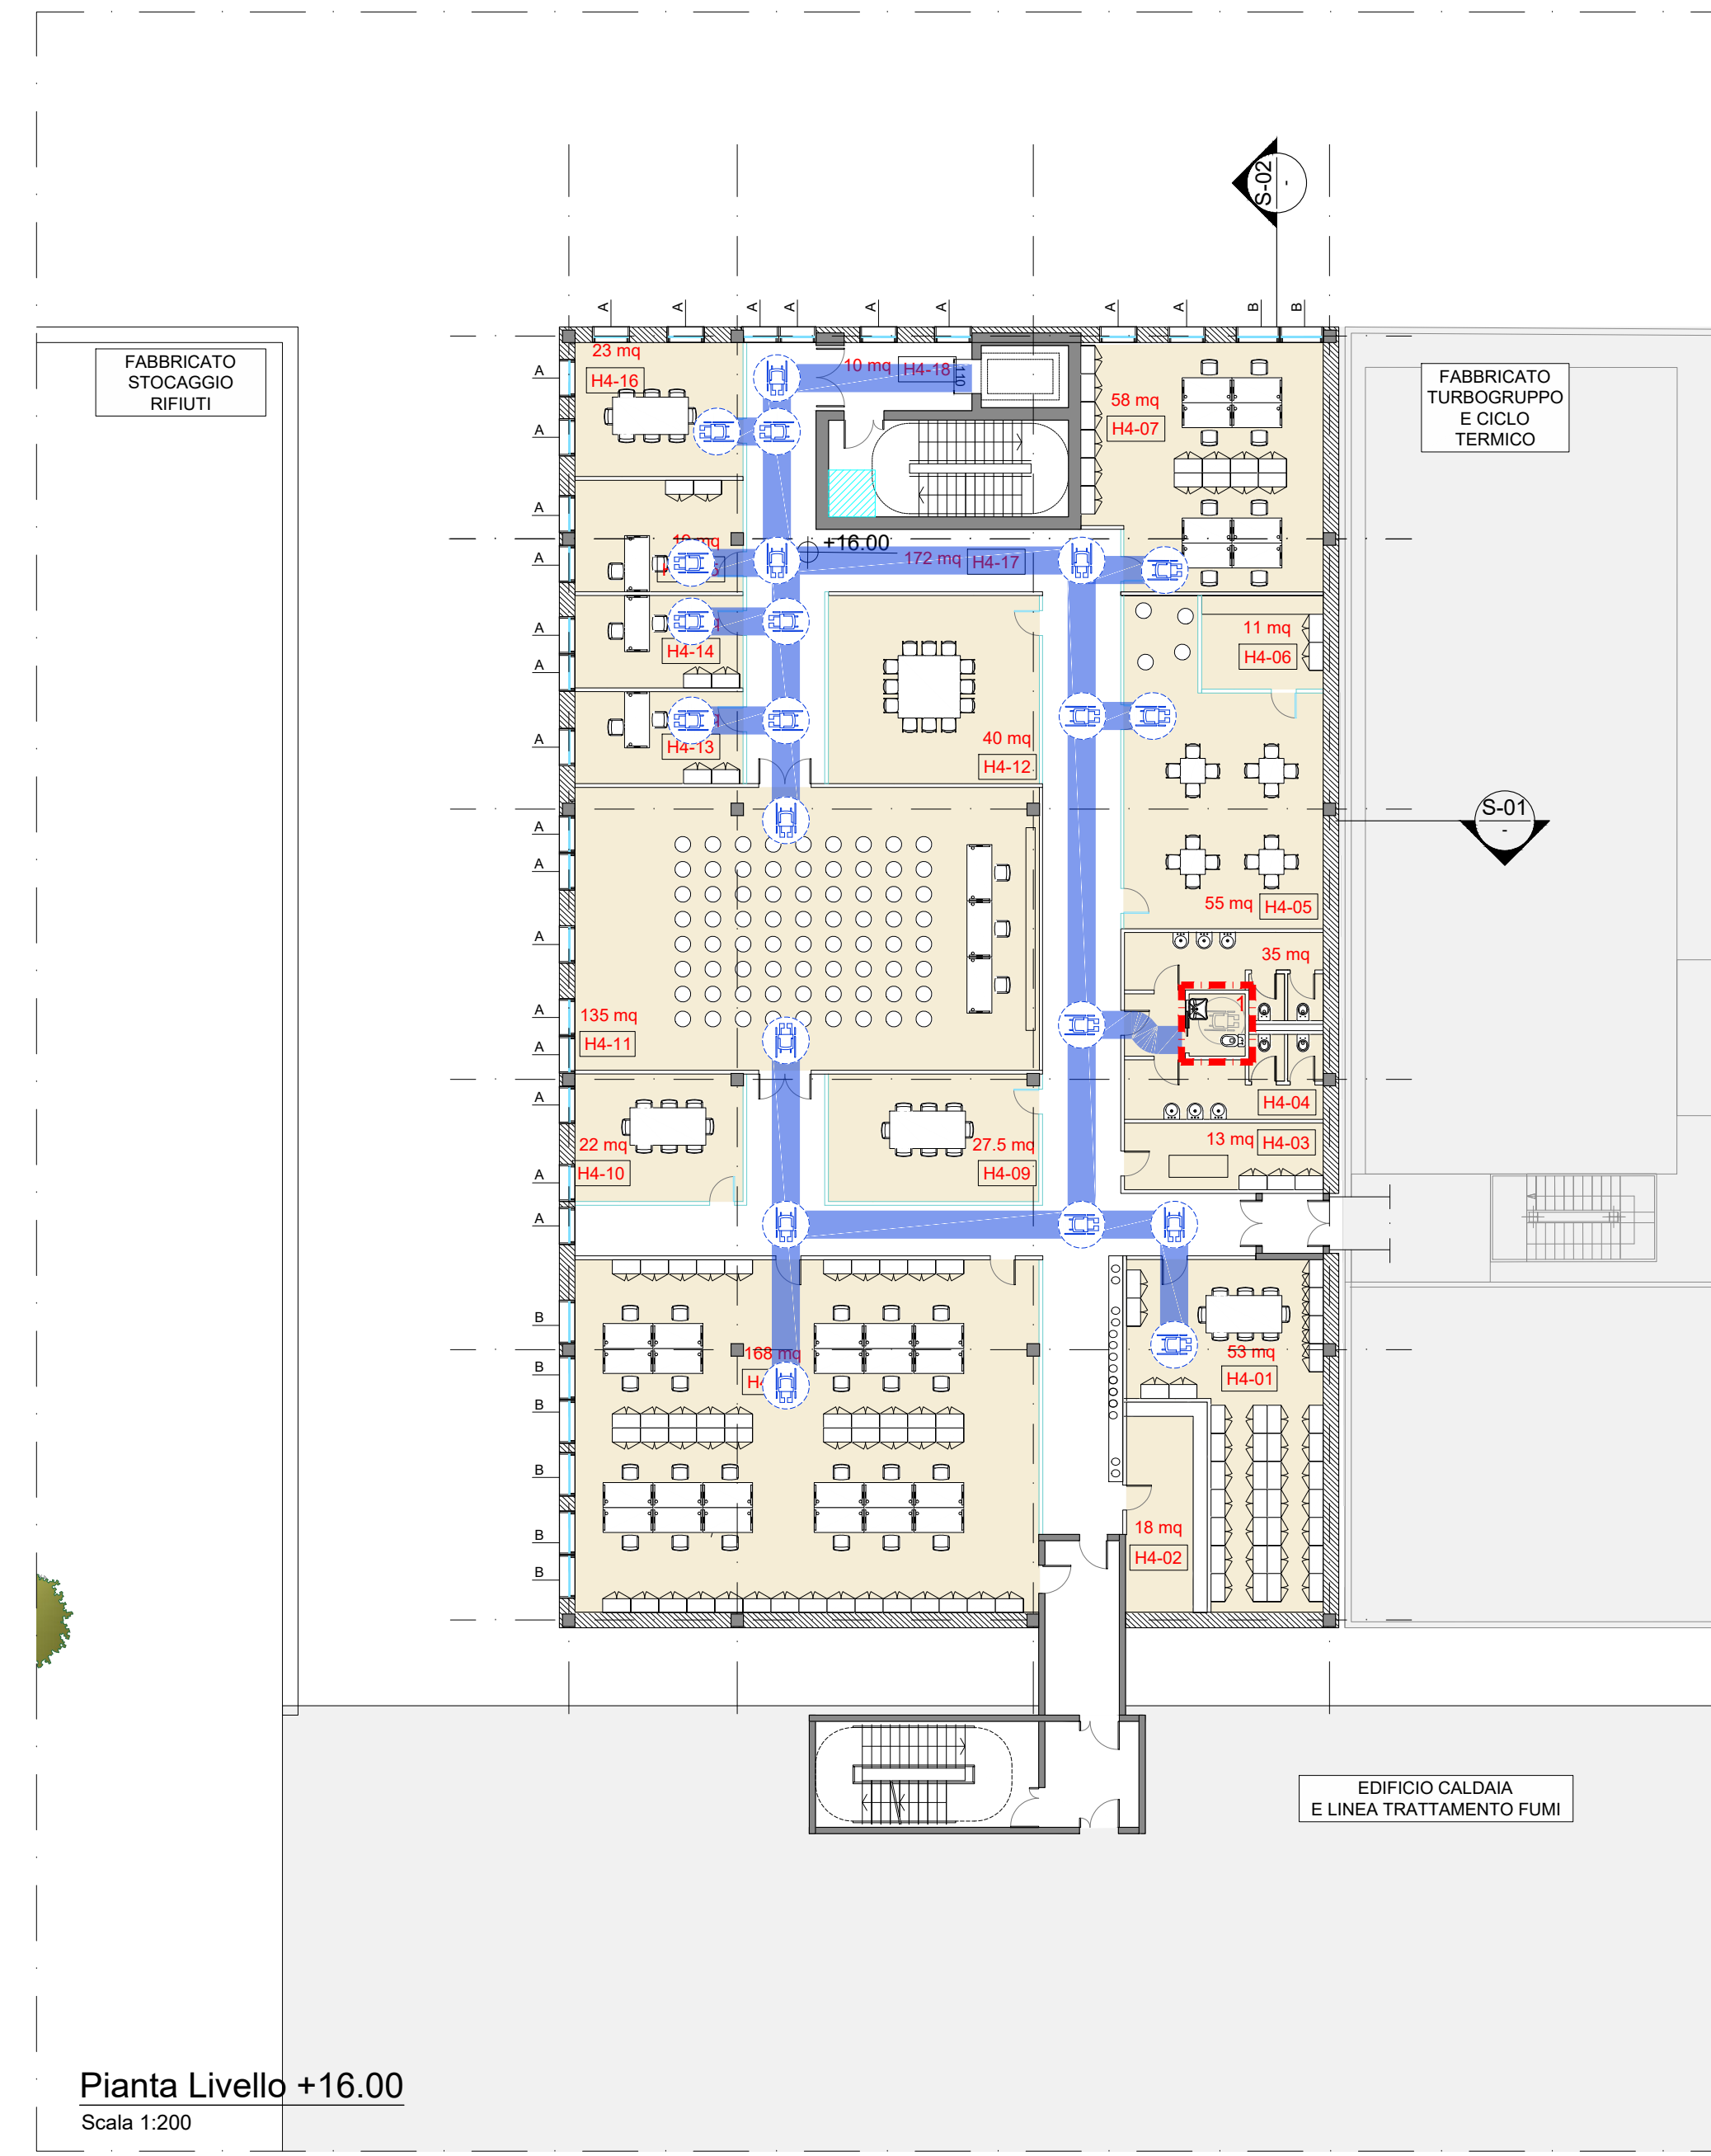 S-02
-
A
A
A
A
A
A
A
A
B
B
FABBRICATO
STOCAGGIO
RIFIUTI
FABBRICATO
TURBOGRUPPO
E CICLO
TERMICO
23 mq
H4-16
10 mq
H4-18
110
58 mq
H4-07
A
A
A
A
+16.00
172 mq
H4-17
11 mq
H4-06
H4-14
A
A
40 mq
H4-12
H4-13
A
S-01
-
A
A
A
55 mq
H4-05
35 mq
1
135 mq
H4-11
A
A
H4-04
A
22 mq
H4-10
27.5 mq
H4-09
13 mq
H4-03
A
A
B
168 mq
53 mq
H4-01
B
B
B
18 mq
H4-02
B
B
EDIFICIO CALDAIA
E LINEA TRATTAMENTO FUMI
Pianta Livello +16.00
Scala 1:200